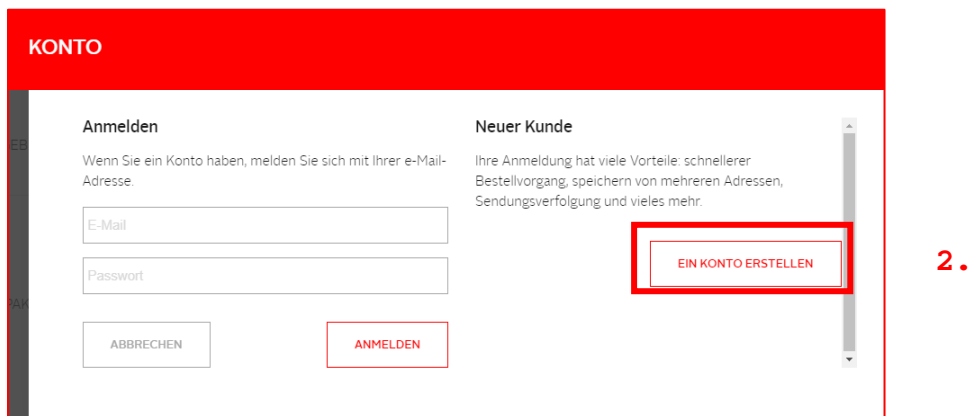 KONTO
Anmelden
Wenn Sie ein Konto haben, melden Sie sich mit Ihrer e-Mail-
Adresse.
E-Mail
Passwort
ABBRECHEN
ANMELDEN
Neuer Kunde
Ihre Anmeldung hat viele Vorteile: schnellerer
Bestellvorgang, speichern von mehreren Adressen,
Sendungsverfolgung und vieles mehr.
EIN KONTO ERSTELLEN
2.